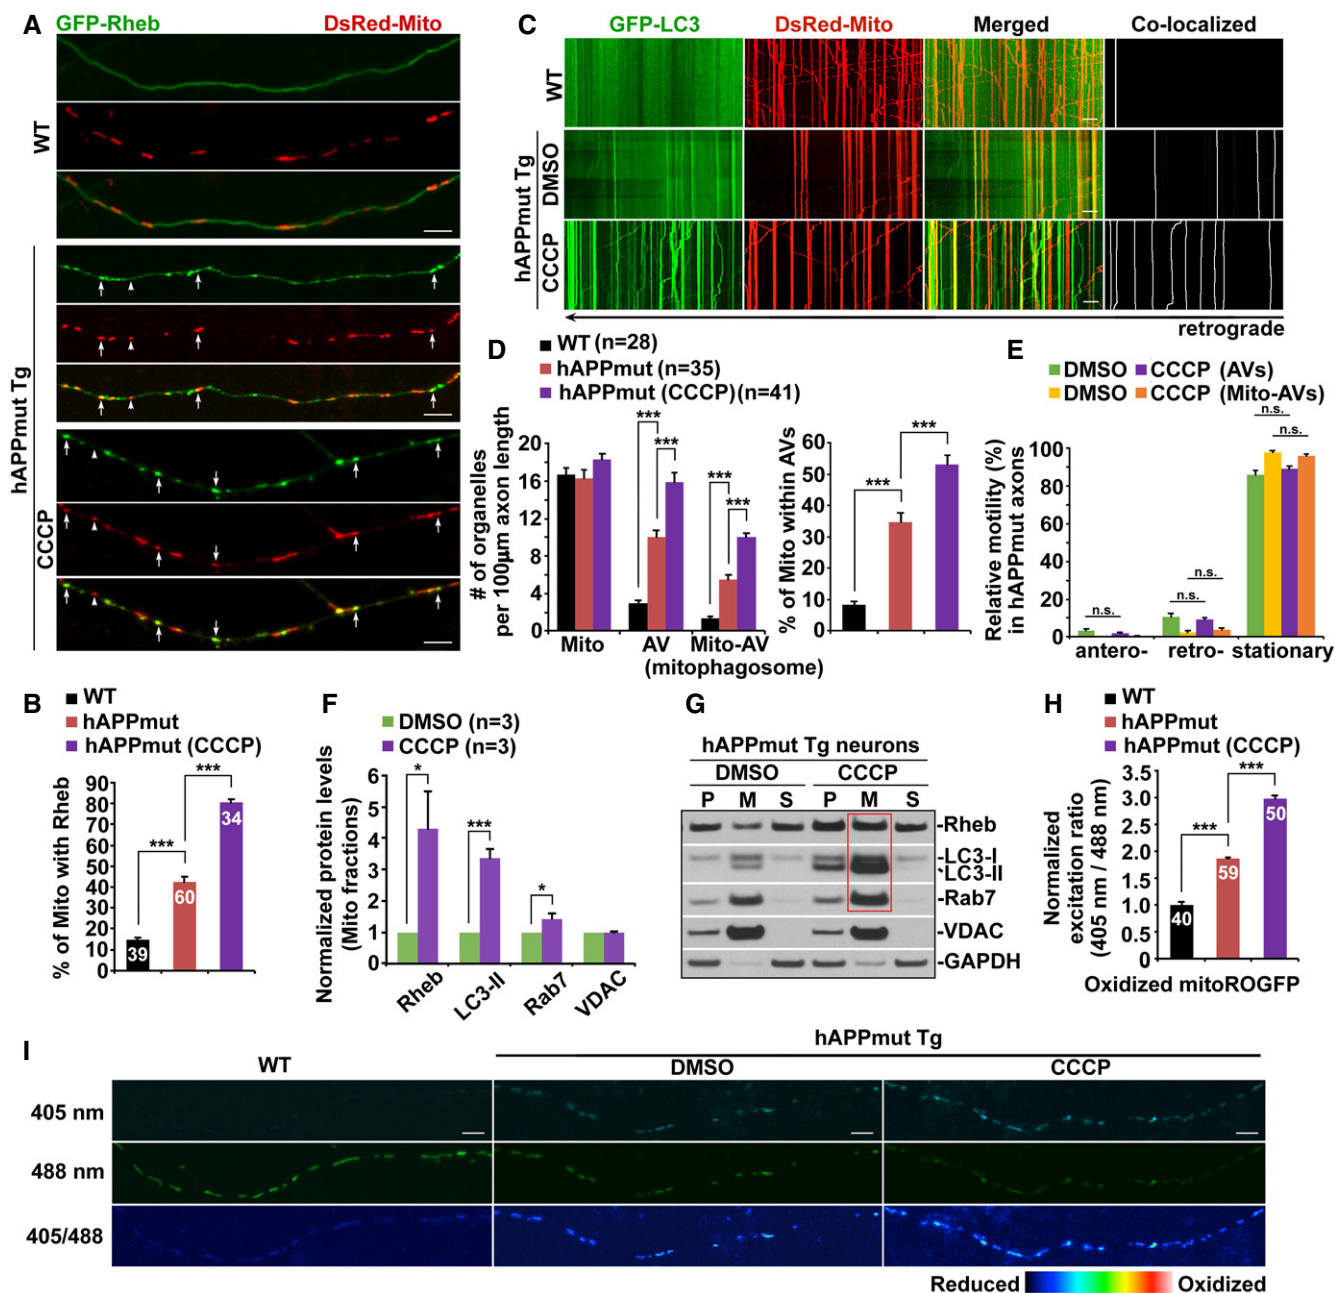 A
GFP-Rheb DsRed-Mito
WT
hAPPmut Tg
CCCP
C
GFP-LC3 DsRed-Mito Merged Co-localized
WT
hAPPmut Tg
DMSO
CCCP
retrograde
D
WT (n=28)
hAPPmut (n=35)
hAPPmut (CCCP)(n=41)
# of organelles
per 100µm axon length
20
16
12
8
4
0
*** *** *** ***
Mito AV Mito-AV
(mitophagosome)
% of Mito within AVs
60
50
40
30
20
10
0
*** ***
E
DMSO CCCP (AVs)
DMSO CCCP (Mito-AVs)
Relative motility (%)
in hAPPmut axons
100
80
60
40
20
0
n.s. n.s. n.s. n.s. n.s.
antero- retro- stationary
B
WT
hAPPmut
hAPPmut (CCCP)
% of Mito with Rheb
90
80
70
60
50
40
30
20
10
0
*** ***
39 60 34
F
DMSO (n=3)
CCCP (n=3)
Normalized protein levels
(Mito fractions)
6
5
4
3
2
1
0
* *** *
Rheb LC3-II Rab7 VDAC
G
hAPPmut Tg neurons
DMSO CCCP
P M S P M S
-Rheb
-LC3-I
-LC3-II
-Rab7
-VDAC
-GAPDH
H
WT
hAPPmut
hAPPmut (CCCP)
Normalized
excitation ratio
(405 nm / 488 nm)
3.5
3.0
2.5
2.0
1.5
1.0
0.5
0
*** ***
40 59 50
Oxidized mitoROGFP
I
hAPPmut Tg
WT DMSO CCCP
405 nm
488 nm
405/488
Reduced Oxidized